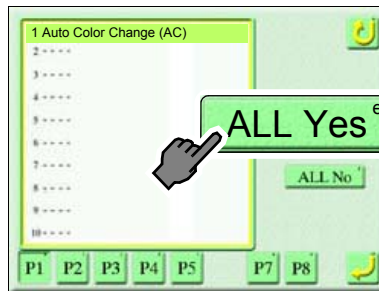 1 Auto Color Change (AC)
2 ----
3 ----
4 ----
5 ----
6 ----
7 ----
8 ----
9 ----
10 ----
ALL Yes e
ALL No
P1 P2 P3 P4 P5 P7 P8